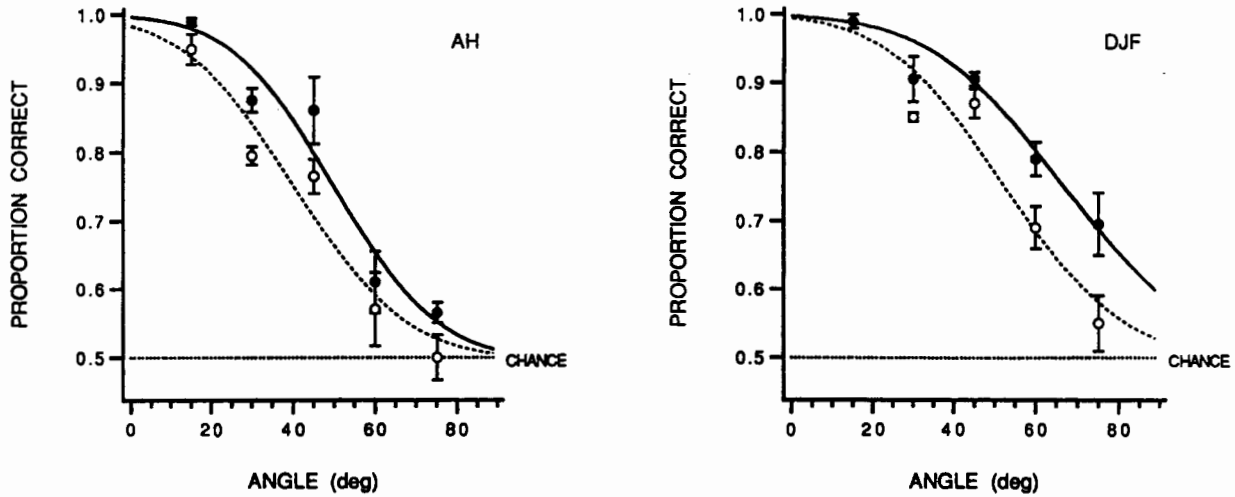 AH
PROPORTION CORRECT
1.0
0.9
0.8
0.7
0.6
0.5
CHANCE
0 20 40 60 80
ANGLE (deg)
DJF
PROPORTION CORRECT
1.0
0.9
0.8
0.7
0.6
0.5
CHANCE
0 20 40 60 80
ANGLE (deg)